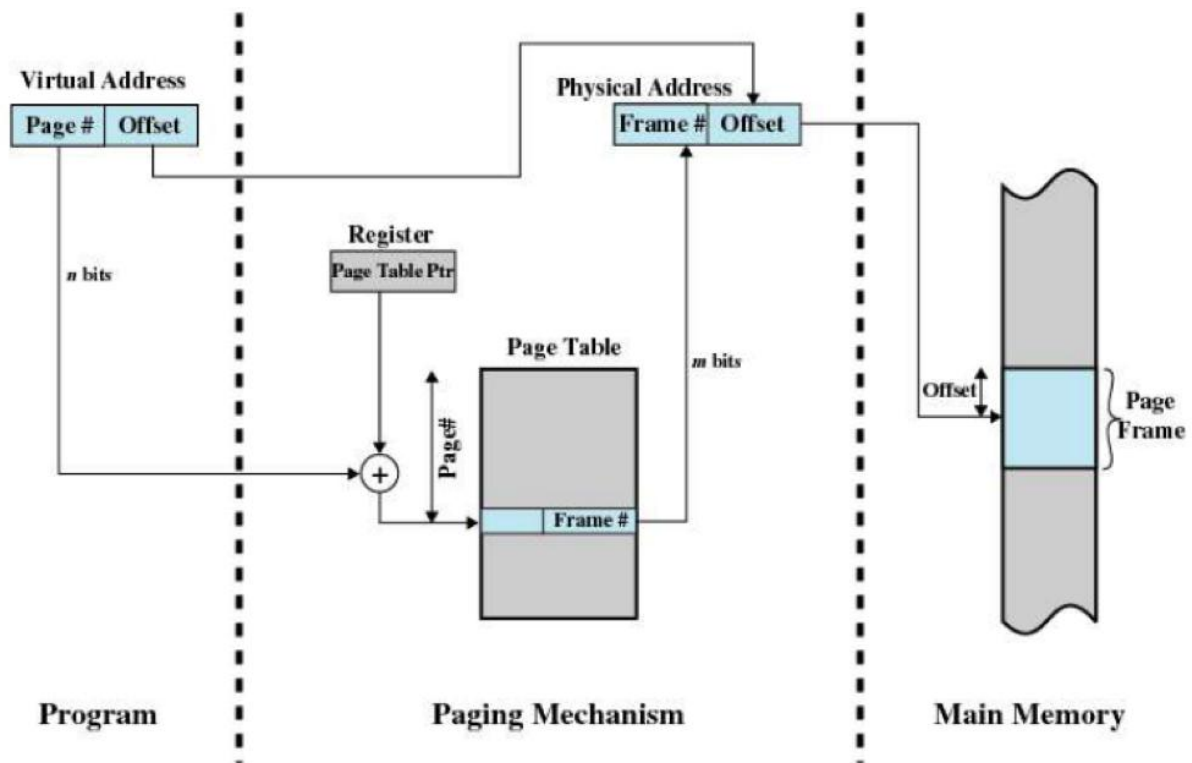 Virtual Address
Page # Offset
Physical Address
Frame # Offset
Register
Page Table Ptr
n bits
Page Table
m bits
Page#
Frame #
Offset
Page
Frame
Program
Paging Mechanism
Main Memory